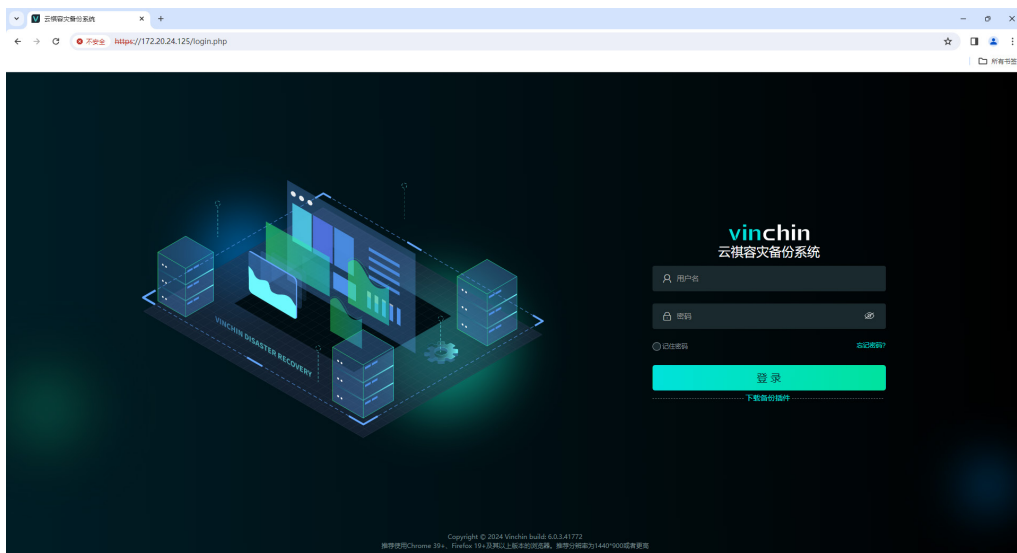 云祺容灾备份系统
不安全 https://172.20.24.125/login.php
所有书签
VINCHIN DISASTER RECOVERY
vinchin
云祺容灾备份系统
用户名
密码
记住密码 忘记密码?
登 录
下载备份插件
Copyright © 2024 Vinchin build: 6.0.3.41772
推荐使用Chrome 39+、Firefox 19+及其以上版本的浏览器，推荐分辨率为1440*900或者更高